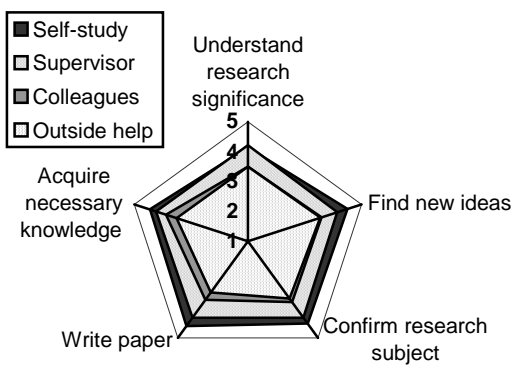 Self-study
Supervisor
Colleagues
Outside help
Understand
research
significance
5
4
3
2
1
Acquire
necessary
knowledge
Find new ideas
Write paper
Confirm research
subject